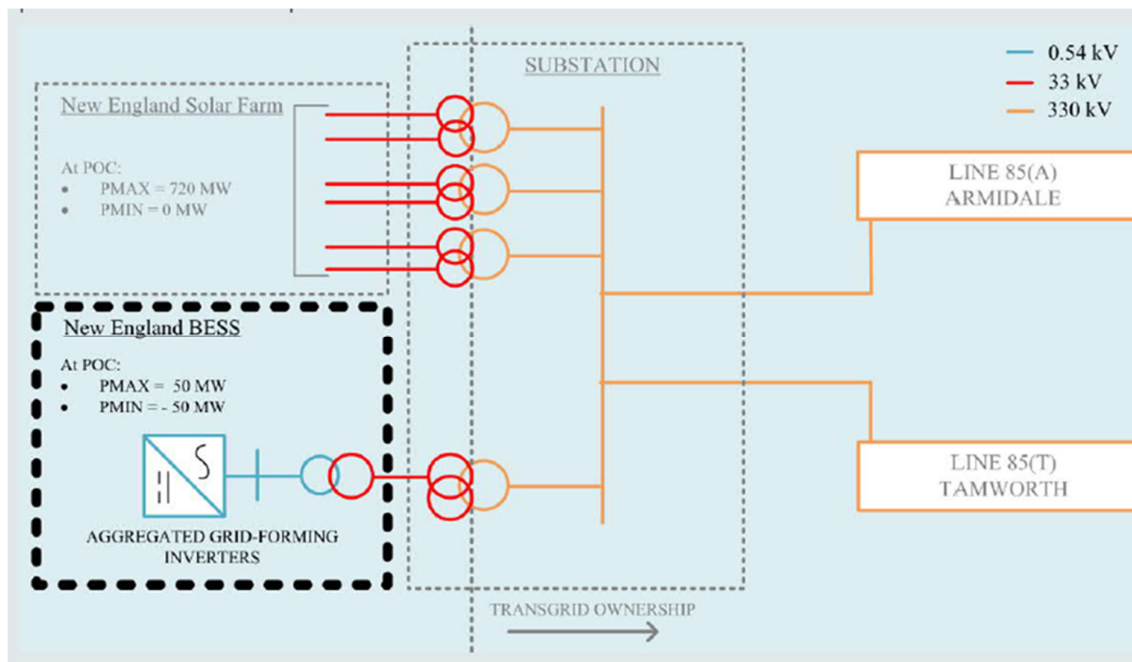 SUBSTATION
0.54 kV
33 kV
330 kV
New England Solar Farm
At POC:
• PMAX = 720 MW
• PMIN = 0 MW
LINE 85(A)
ARMIDALE
New England BESS
At POC:
• PMAX = 50 MW
• PMIN = - 50 MW
AGGREGATED GRID-FORMING
INVERTERS
LINE 85(T)
TAMWORTH
TRANSGRID OWNERSHIP